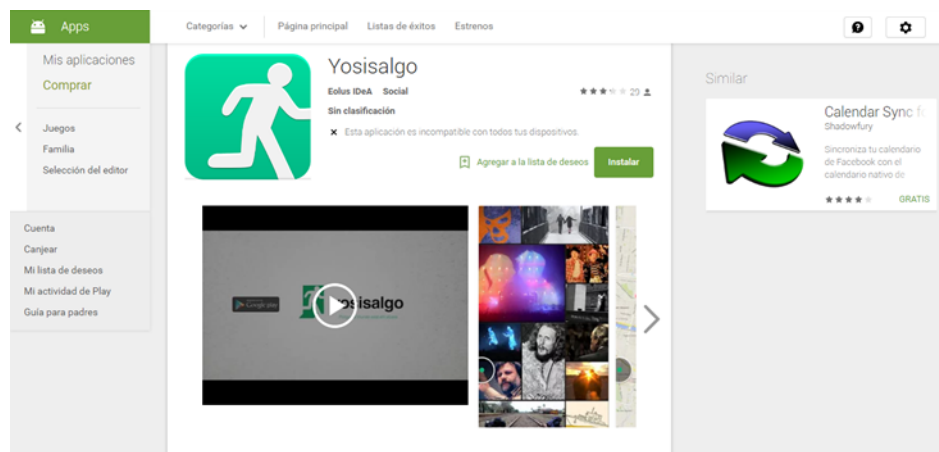 Apps
Categorías
Página principal
Listas de éxitos
Estrenos
Mis aplicaciones
Comprar
Juegos
Familia
Selección del editor
Cuenta
Canjear
Mi lista de deseos
Mi actividad de Play
Guía para padres
Yosisalgo
Eolus IDeA Social
Sin clasificación
Esta aplicación es incompatible con todos tus dispositivos.
Agregar a la lista de deseos
Instalar
Google play
yosisalgo
Similar
Calendar Sync
Shadowfury
Sincroniza tu calendario
de Facebook con el
calendario nativo de
GRATIS